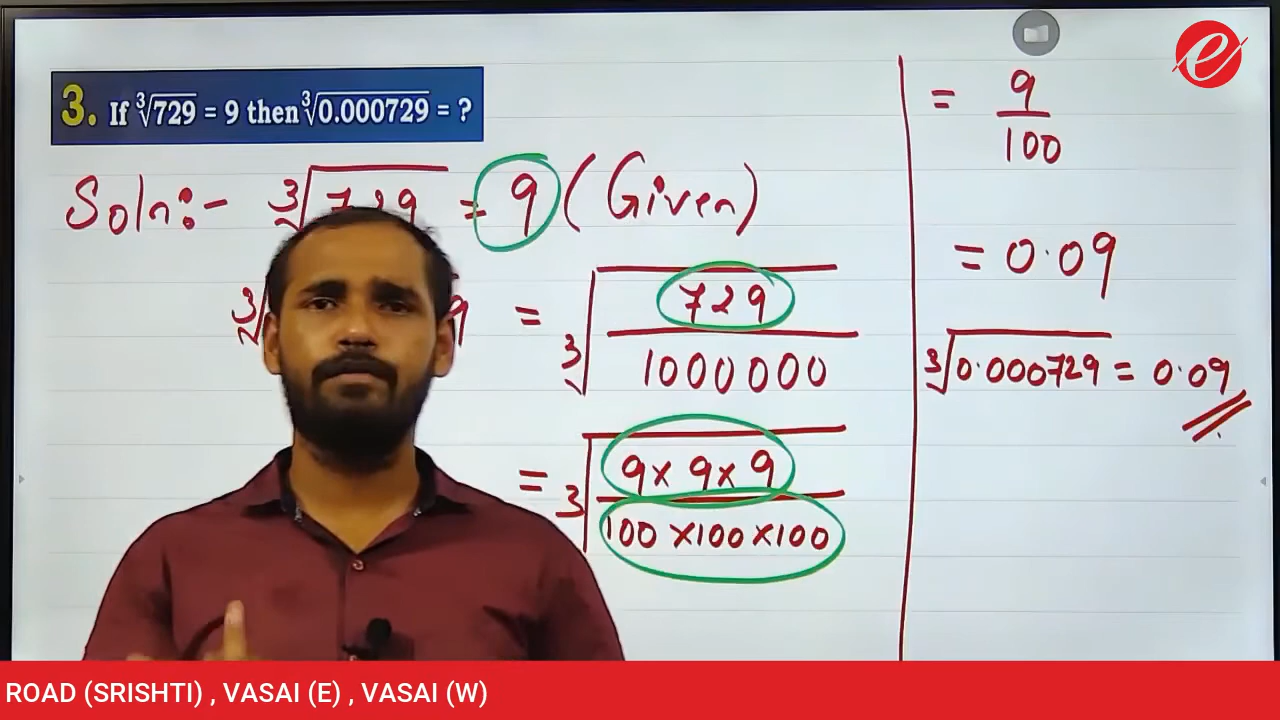 3. If ∛729 = 9 then ∛0.000729 = ?
Soln:- ∛729 = 9 (Given)
= ∛(729/1000000)
= ∛(9 × 9 × 9/100 × 100 × 100)
= 9/100
= 0.09
∛0.000729 = 0.09
ROAD (SRISHTI) , VASAI (E) , VASAI (W)